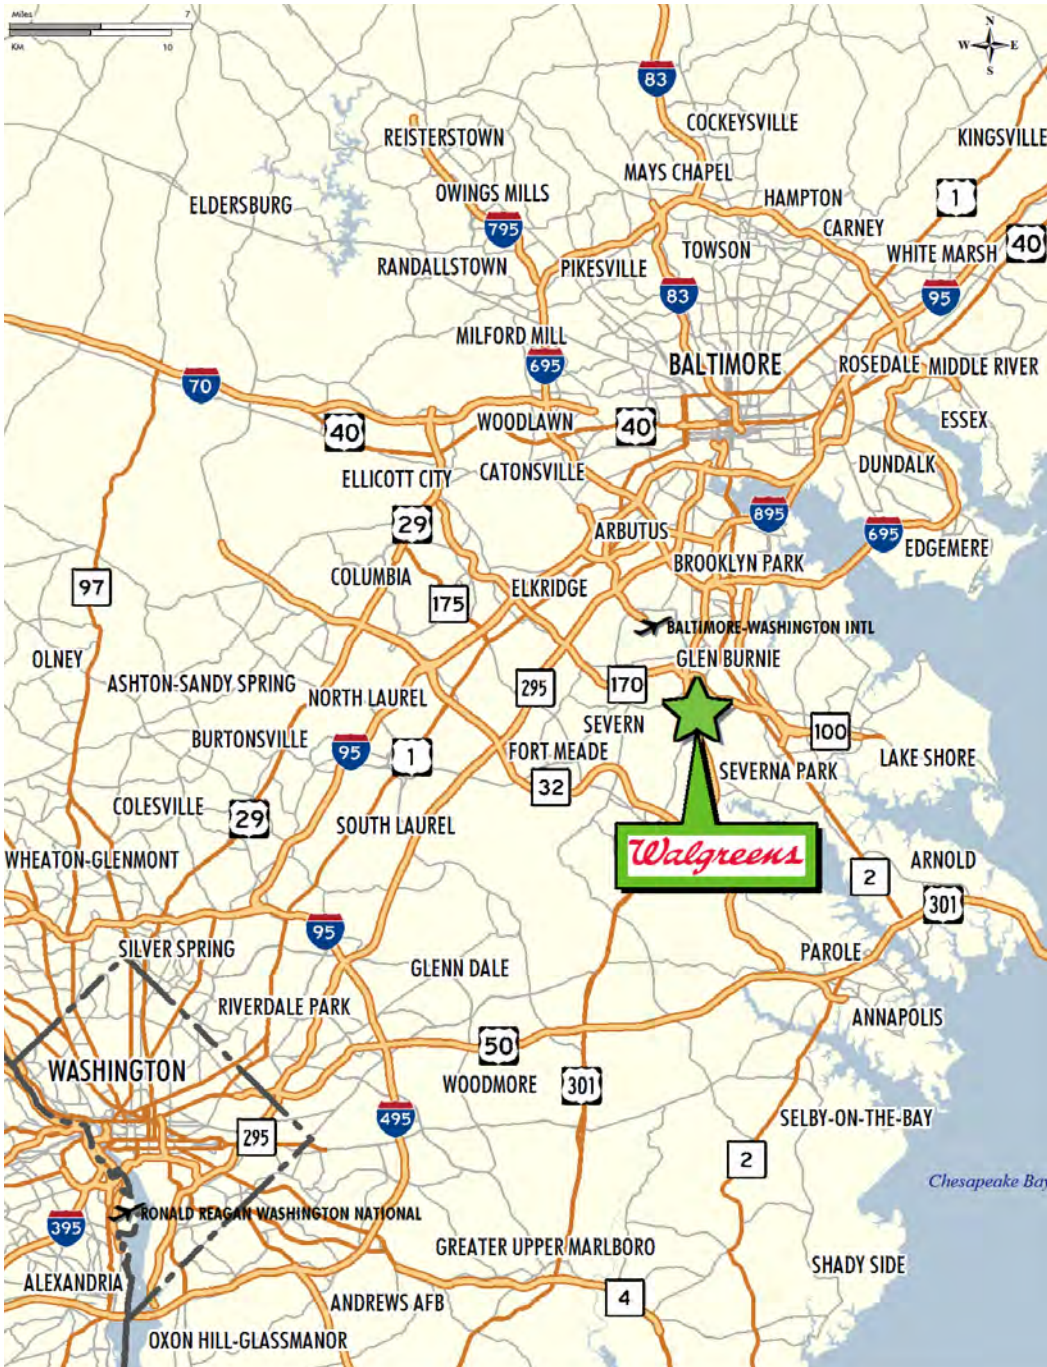 Miles 7
KM 10
N
W E
S
83
COCKEYSVILLE
REISTERSTOWN
KINGSVILLE
MAYS CHAPEL
OWINGS MILLS
HAMPTON
1
ELDERSBURG
CARNEY
795
TOWSON
40
WHITE MARSH
RANDALLSTOWN
PIKESVILLE
83
95
MILFORD MILL
BALTIMORE
ROSEDALE
MIDDLE RIVER
695
70
WOODLAWN
40
40
ESSEX
ELLICOTT CITY
CATONSVILLE
DUNDALK
29
895
ARBUTUS
695
EDGEMERE
COLUMBIA
ELKRIDGE
BROOKLYN PARK
97
175
BALTIMORE-WASHINGTON INTL
OLNEY
GLEN BURNIE
ASHTON-SANDY SPRING
NORTH LAUREL
295
170
SEVERN
BURTONSVILLE
95
1
FORT MEADE
100
LAKE SHORE
SEVERNA PARK
32
COLESVILLE
29
SOUTH LAUREL
WHEATON-GLENMONT
Walgreens
ARNOLD
2
301
95
SILVER SPRING
PAROLE
GLENN DALE
RIVERDALE PARK
ANNAPOLIS
50
WASHINGTON
WOODMORE
301
495
SELBY-ON-THE-BAY
295
2
Chesapeake Bay
395
RONALD REAGAN WASHINGTON NATIONAL
GREATER UPPER MARLBORO
SHADY SIDE
ALEXANDRIA
4
ANDREWS AFB
OXON HILL-GLASSMANOR